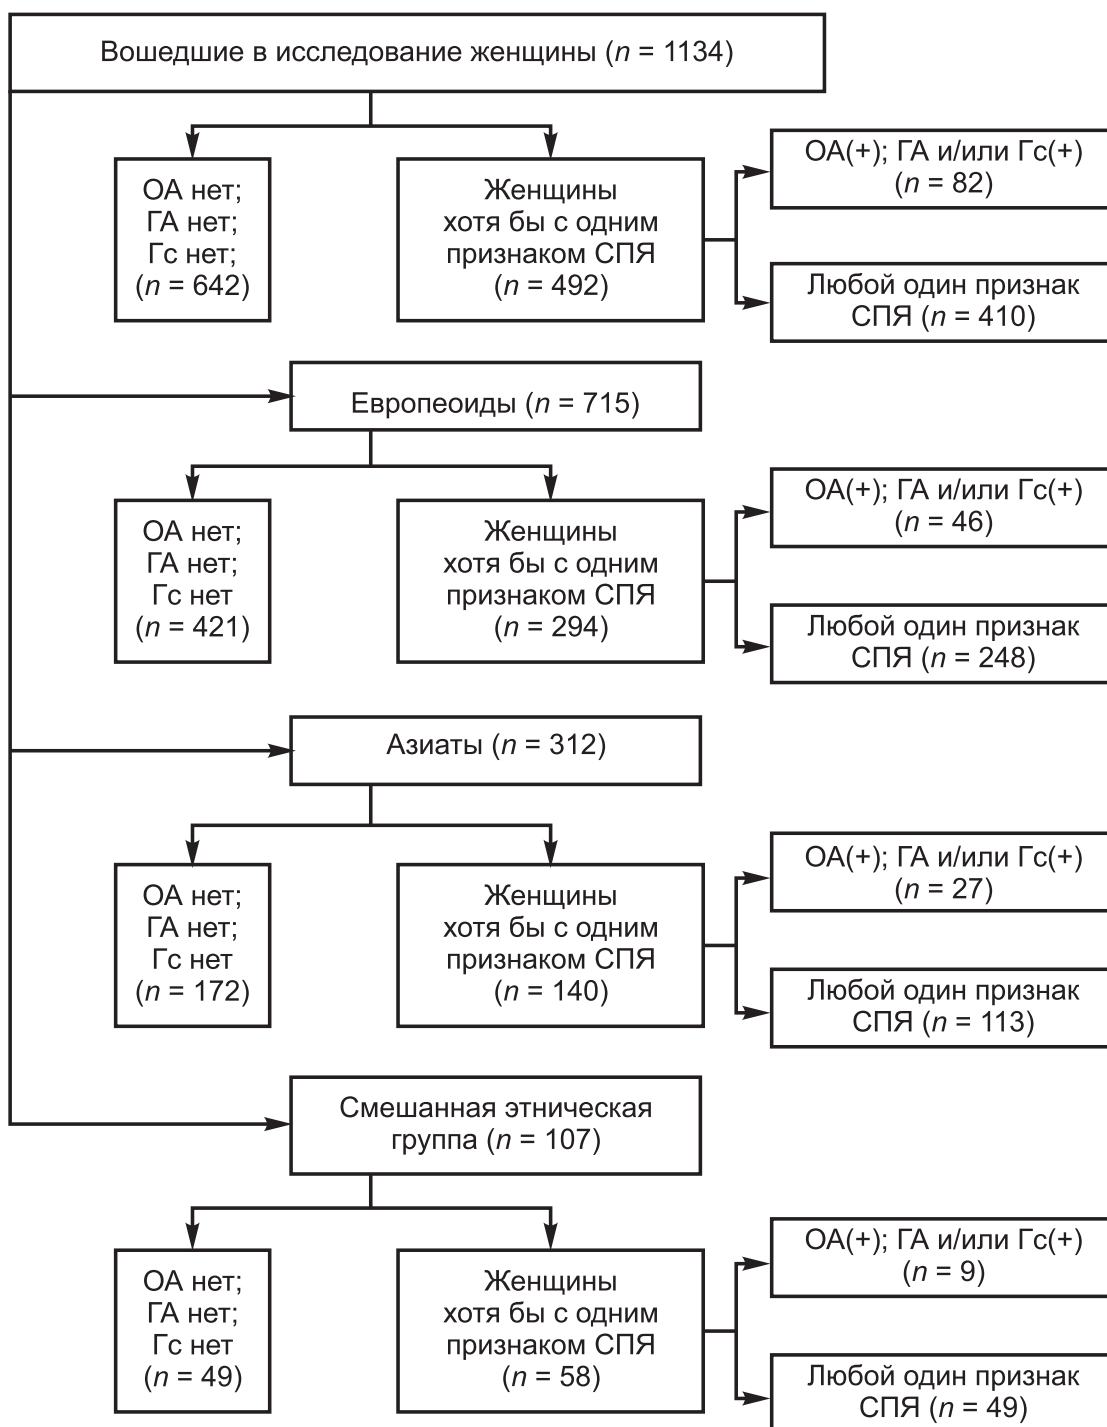 Вошедшие в исследование женщины (n = 1134)
ОА нет;
ГА нет;
Гс нет;
(n = 642)
Женщины
хотя бы с одним
признаком СПЯ
(n = 492)
ОА(+); ГА и/или Гс(+)
(n = 82)
Любой один признак
СПЯ (n = 410)
Европеоиды (n = 715)
ОА нет;
ГА нет;
Гс нет
(n = 421)
Женщины
хотя бы с одним
признаком СПЯ
(n = 294)
ОА(+); ГА и/или Гс(+)
(n = 46)
Любой один признак
СПЯ (n = 248)
Азиаты (n = 312)
ОА нет;
ГА нет;
Гс нет
(n = 172)
Женщины
хотя бы с одним
признаком СПЯ
(n = 140)
ОА(+); ГА и/или Гс(+)
(n = 27)
Любой один признак
СПЯ (n = 113)
Смешанная этническая
группа (n = 107)
ОА нет;
ГА нет;
Гс нет
(n = 49)
Женщины
хотя бы с одним
признаком СПЯ
(n = 58)
ОА(+); ГА и/или Гс(+)
(n = 9)
Любой один признак
СПЯ (n = 49)